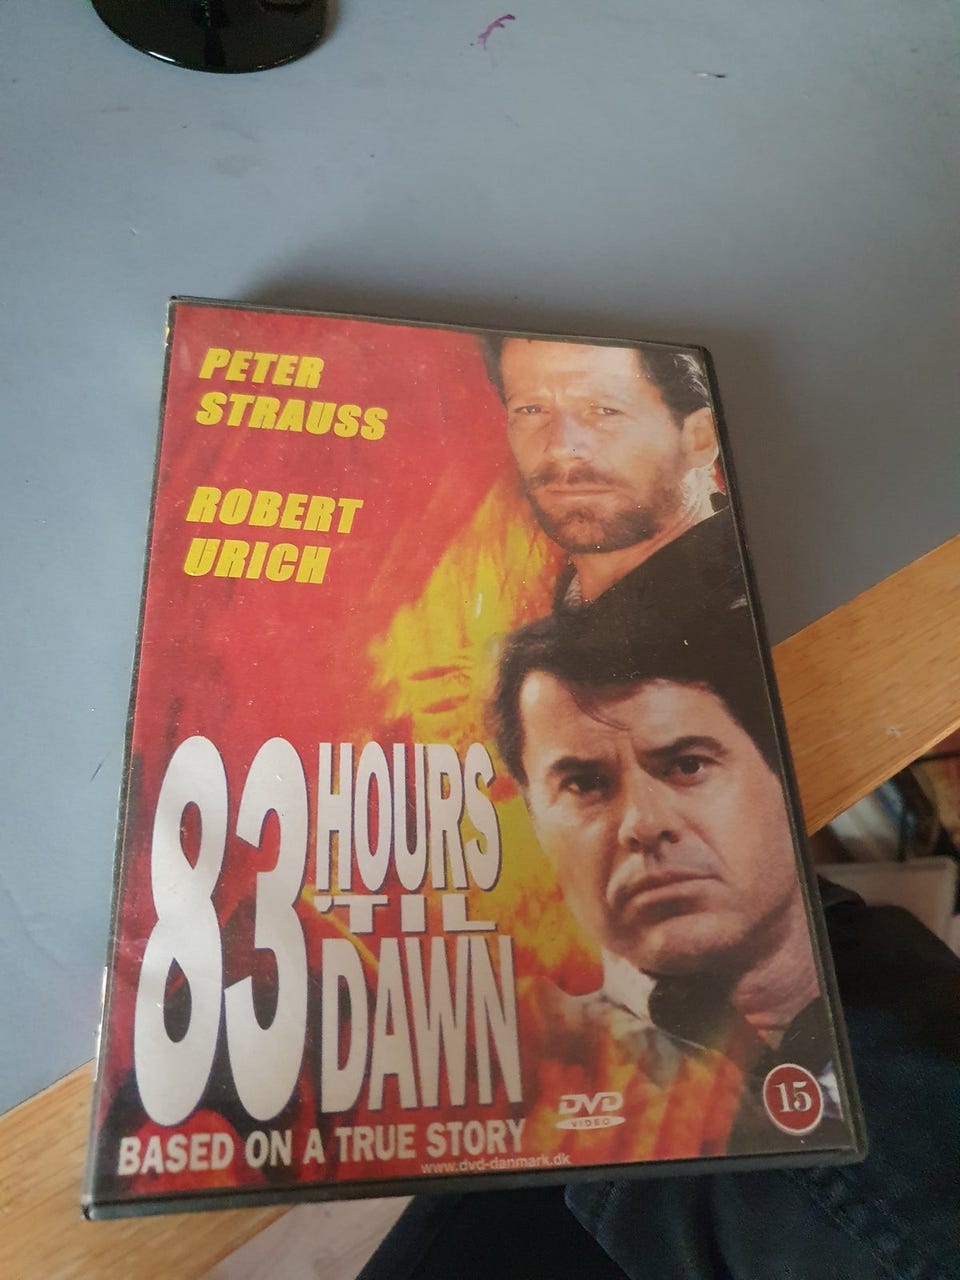 PETER
STRAUSS
ROBERT
URICH
83 HOURS
'TIL
DAWN
BASED ON A TRUE STORY
www.dvd-danmark.dk
DVD
VIDEO
15